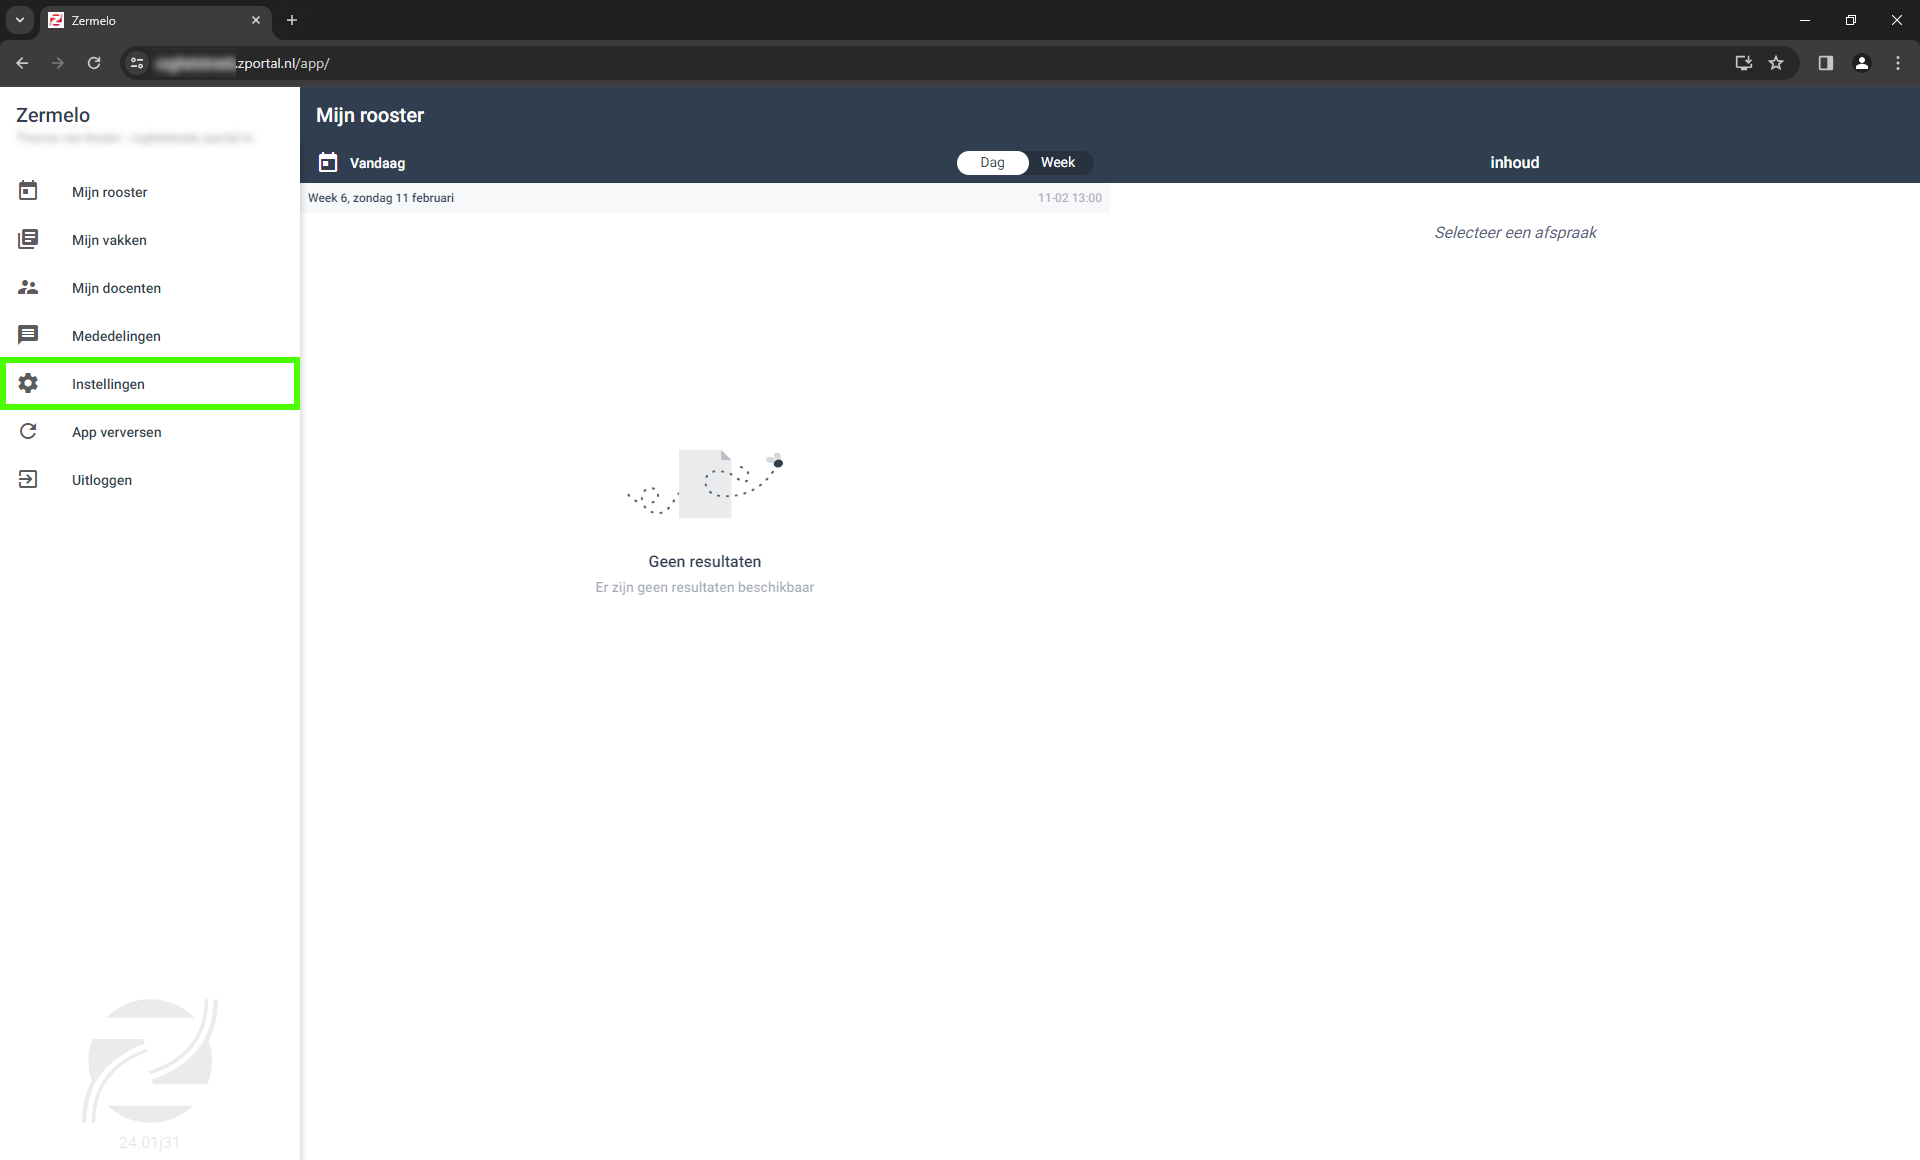 Zermelo
.zportal.nl/app/
Zermelo
Mijn rooster
Mijn vakken
Mijn docenten
Mededelingen
Instellingen
App verversen
Uitloggen
24.01j31
Mijn rooster
Vandaag
Dag
Week
inhoud
Week 6, zondag 11 februari
11-02 13:00
Selecteer een afspraak
Geen resultaten
Er zijn geen resultaten beschikbaar